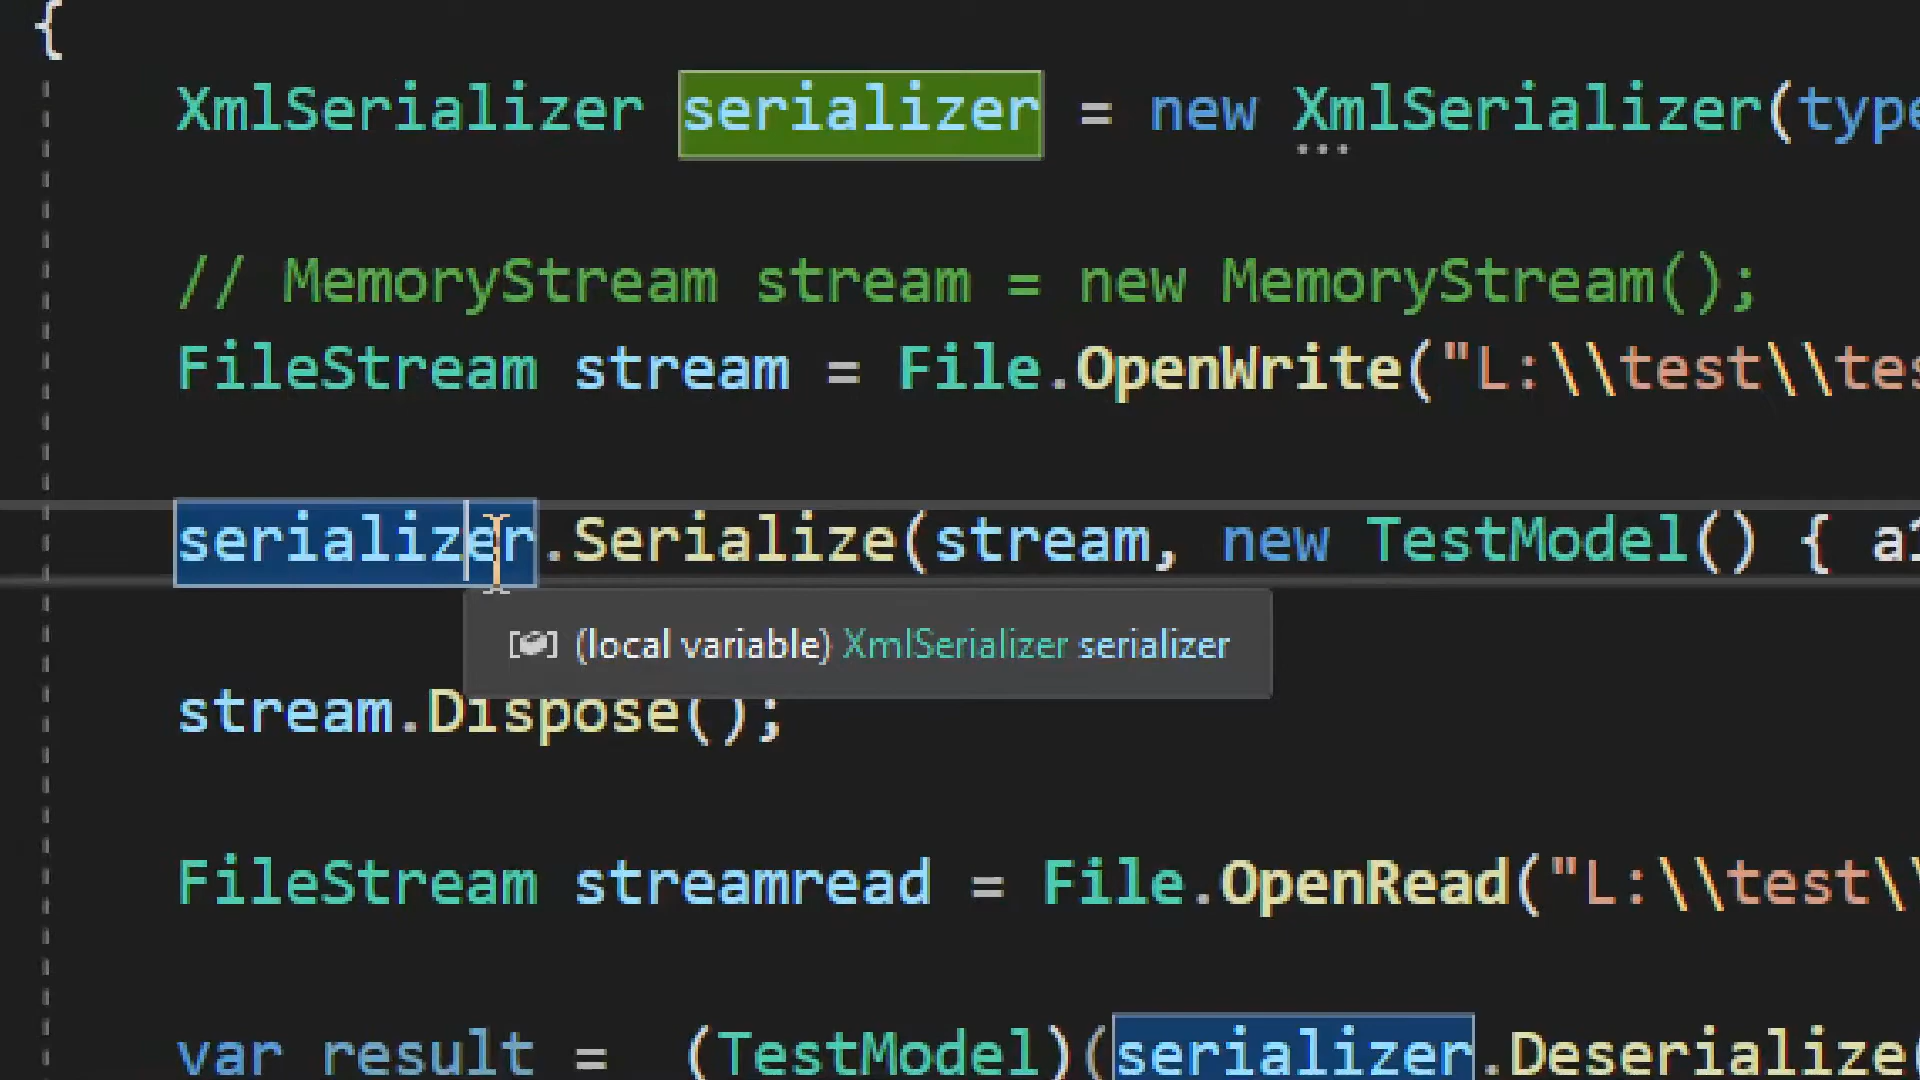 {
XmlSerializer serializer = new XmlSerializer(type
// MemoryStream stream = new MemoryStream();
FileStream stream = File.OpenWrite("L:\\test\\tes
serializer.Serialize(stream, new TestModel() { a1
(local variable) XmlSerializer serializer
stream.Dispose();
FileStream streamread = File.OpenRead("L:\\test\\
var result = (TestModel)(serializer.Deserialize(